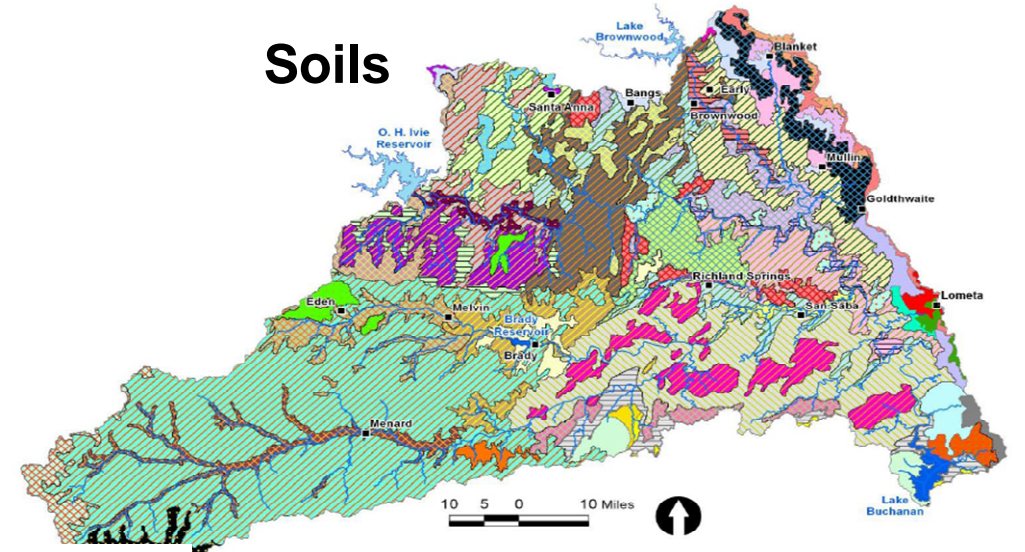 Soils
Lake
Brownwood
Blanket
Early
Bangs
Santa Anna
Brownwood
O. H. Ivie
Reservoir
Mullin
Goldthwaite
Richland Springs
Eden
Melvin
San Saba
Lometa
Brady
Reservoir
Brady
Menard
10 5 0 10 Miles
Lake
Buchanan